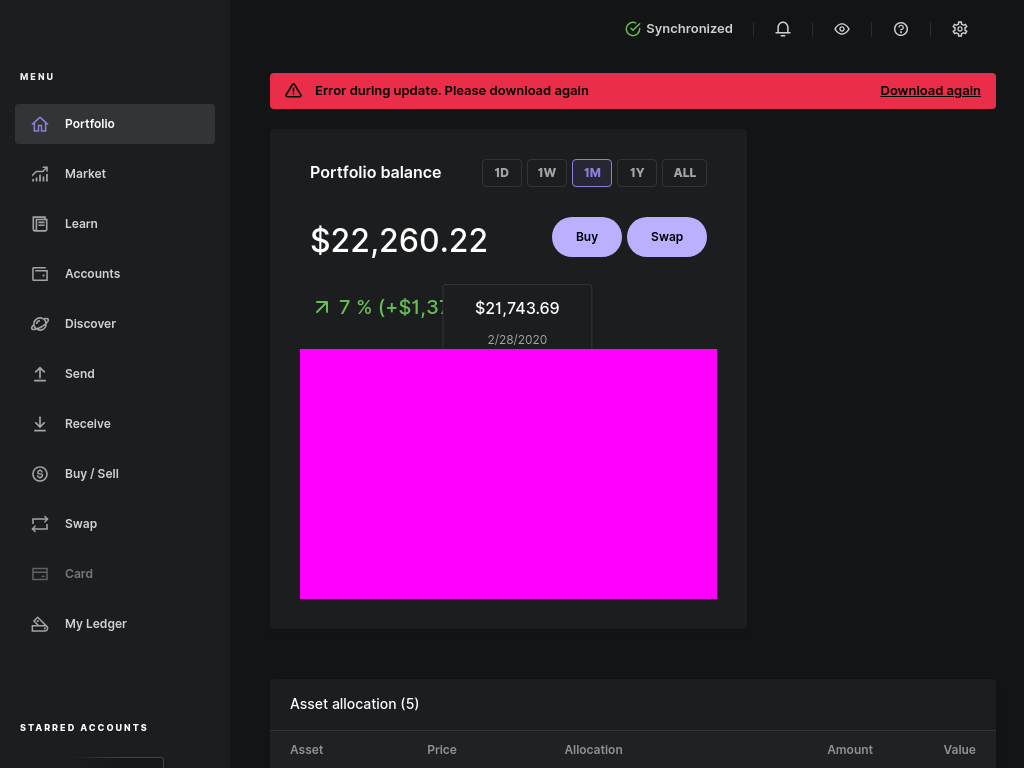 Synchronized
MENU
Error during update. Please download again
Download again
Portfolio
Market
Learn
Accounts
Discover
Send
Receive
Buy / Sell
Swap
Card
My Ledger
STARRED ACCOUNTS
Portfolio balance
1D
1W
1M
1Y
ALL
$22,260.22
Buy
Swap
7 % (+$1,37
$21,743.69
2/28/2020
Asset allocation (5)
Asset
Price
Allocation
Amount
Value